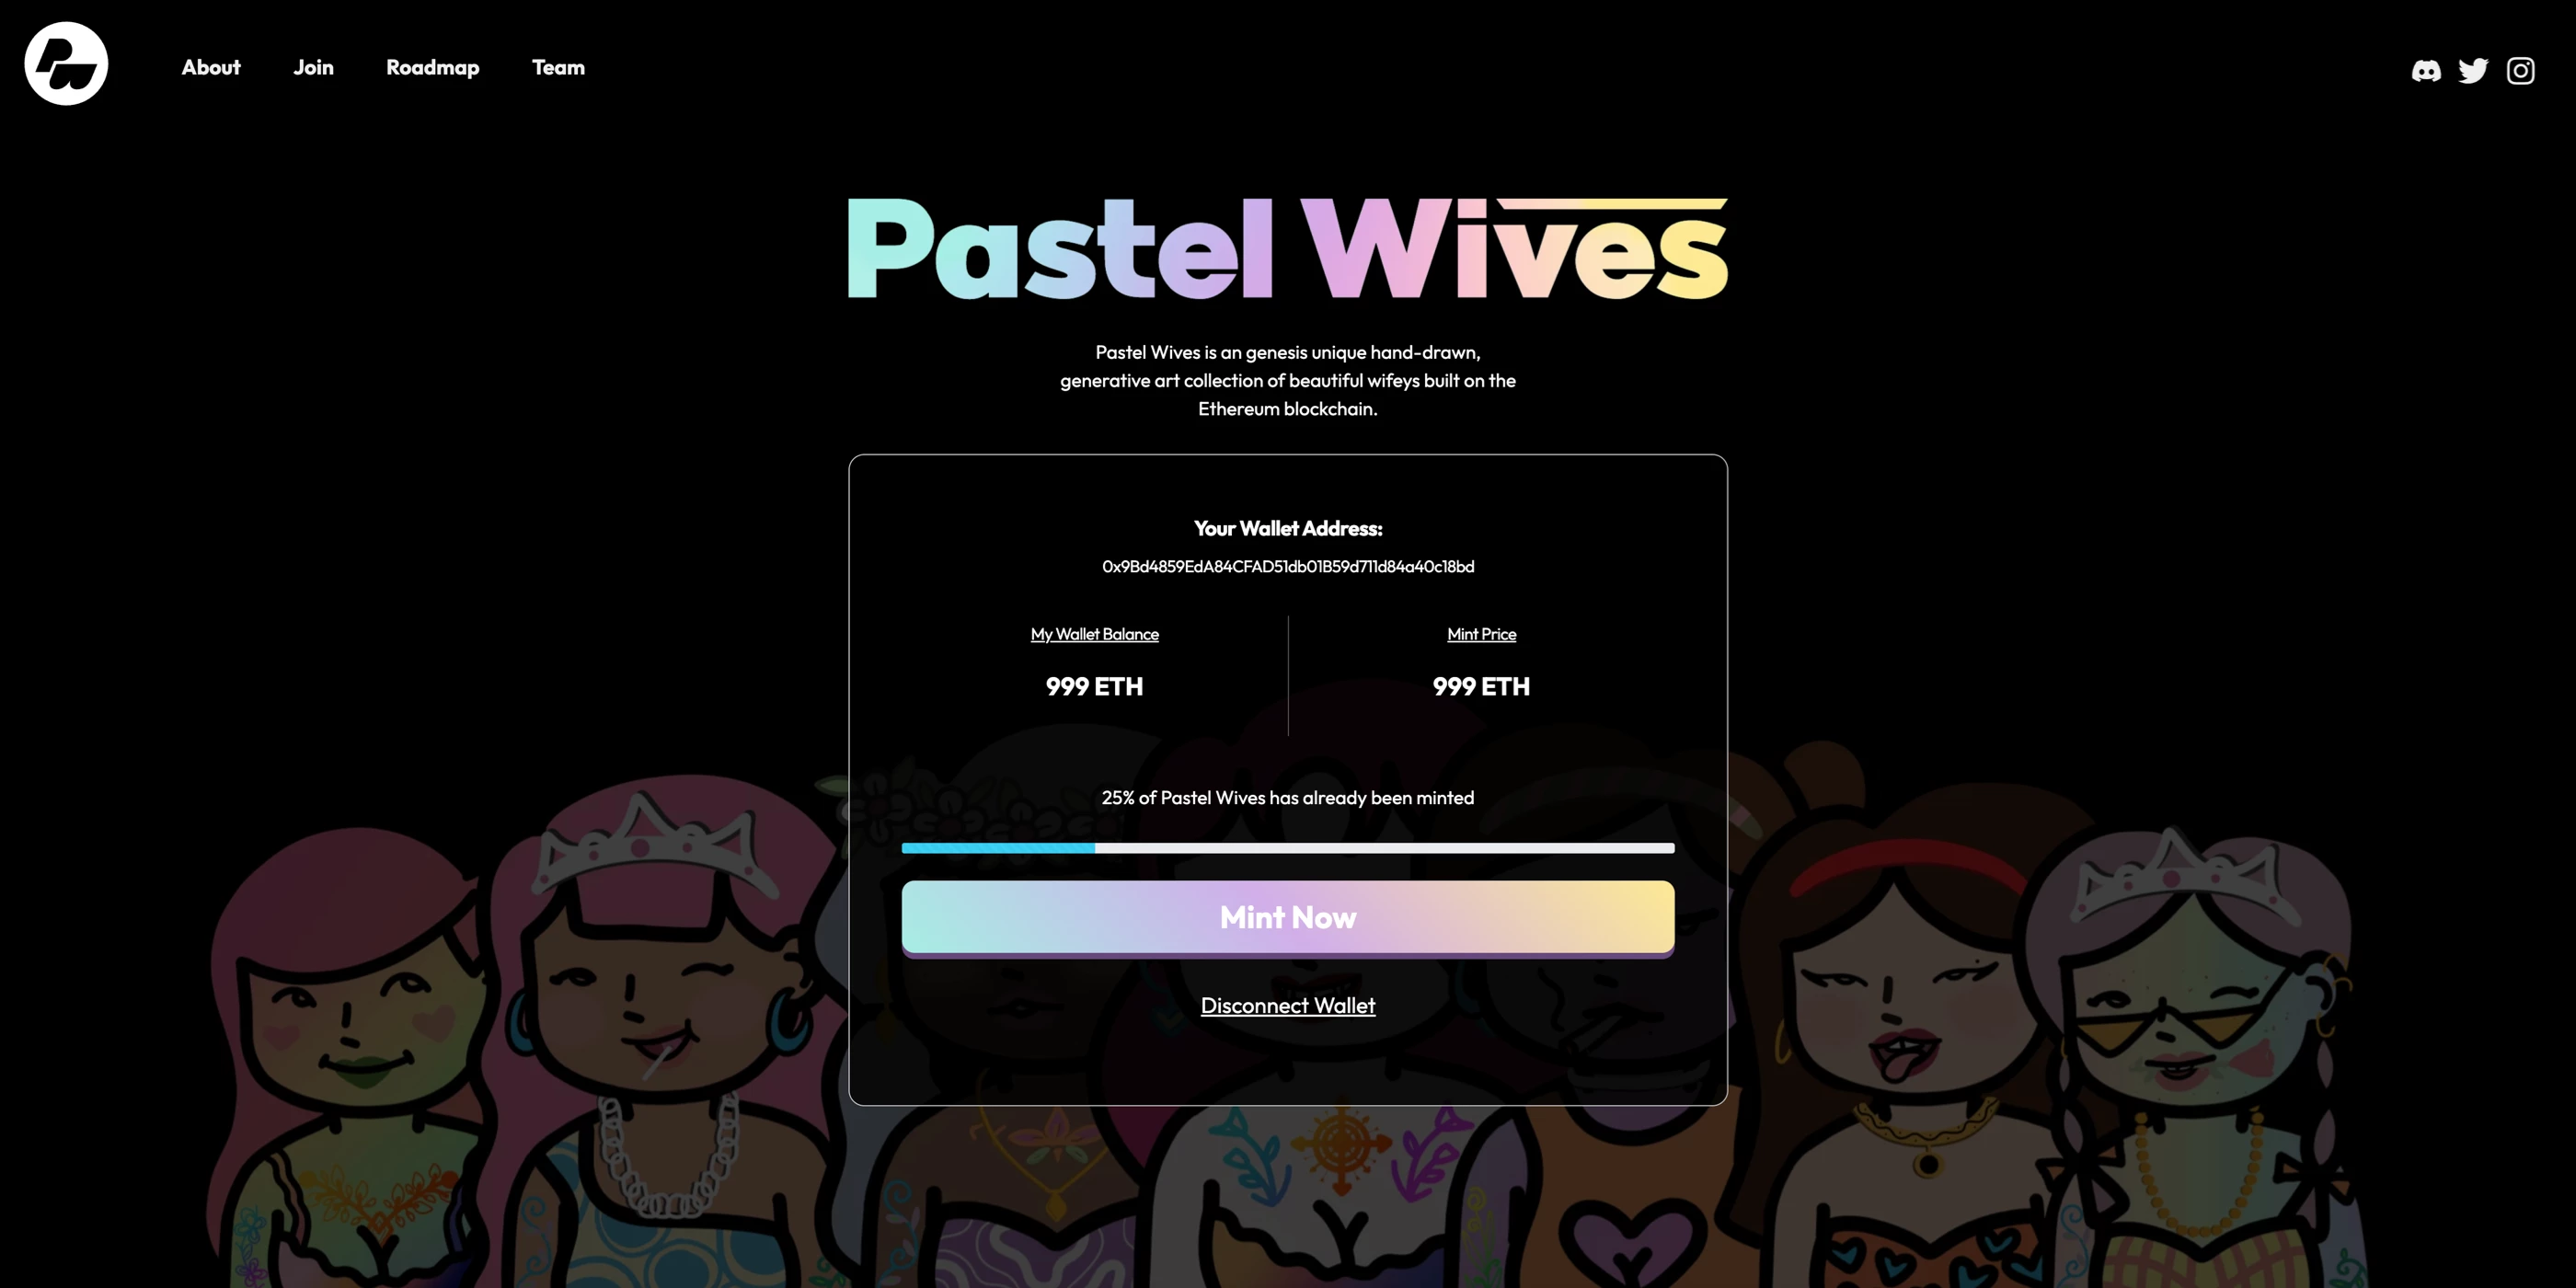 PW
About
Join
Roadmap
Team
Pastel Wives
Pastel Wives is an genesis unique hand-drawn,
generative art collection of beautiful wifeys built on the
Ethereum blockchain.
Your Wallet Address:
0x9Bd4859EdA84CFAD51db01B59d711d84a40c18bd
My Wallet Balance
Mint Price
999 ETH
999 ETH
25% of Pastel Wives has already been minted
Mint Now
Disconnect Wallet